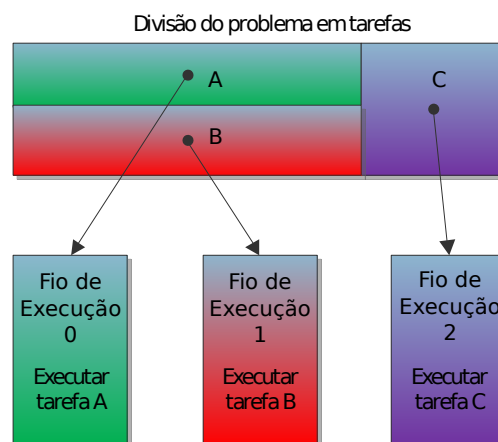 Divisão do problema em tarefas
A
C
B
Fio de
Execução
0
Executar
tarefa A
Fio de
Execução
1
Executar
tarefa B
Fio de
Execução
2
Executar
tarefa C